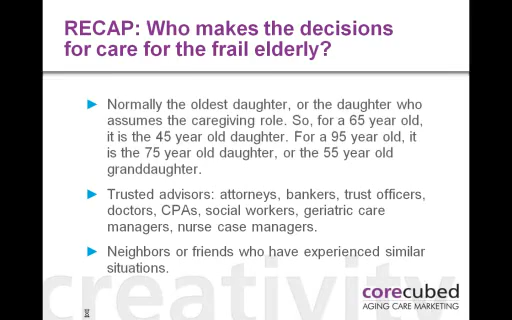 RECAP: Who makes the decisions
for care for the frail elderly?
► Normally the oldest daughter, or the daughter who
assumes the caregiving role. So, for a 65 year old,
it is the 45 year old daughter. For a 95 year old, it
is the 75 year old daughter, or the 55 year old
granddaughter.
► Trusted advisors: attorneys, bankers, trust officers,
doctors, CPAs, social workers, geriatric care
managers, nurse case managers.
► Neighbors or friends who have experienced similar
situations.
creativity
corecubed
AGING CARE MARKETING